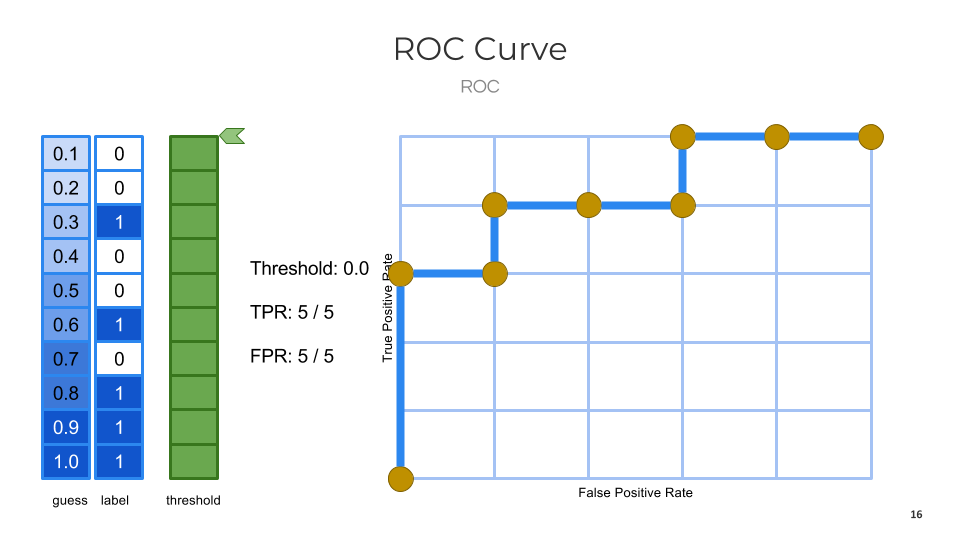 ROC Curve
ROC
0.1 0
0.2 0
0.3 1
0.4 0
0.5 0
0.6 1
0.7 0
0.8 1
0.9 1
1.0 1
guess label threshold
Threshold: 0.0
TPR: 5 / 5
FPR: 5 / 5
True Positive Rate
False Positive Rate
16